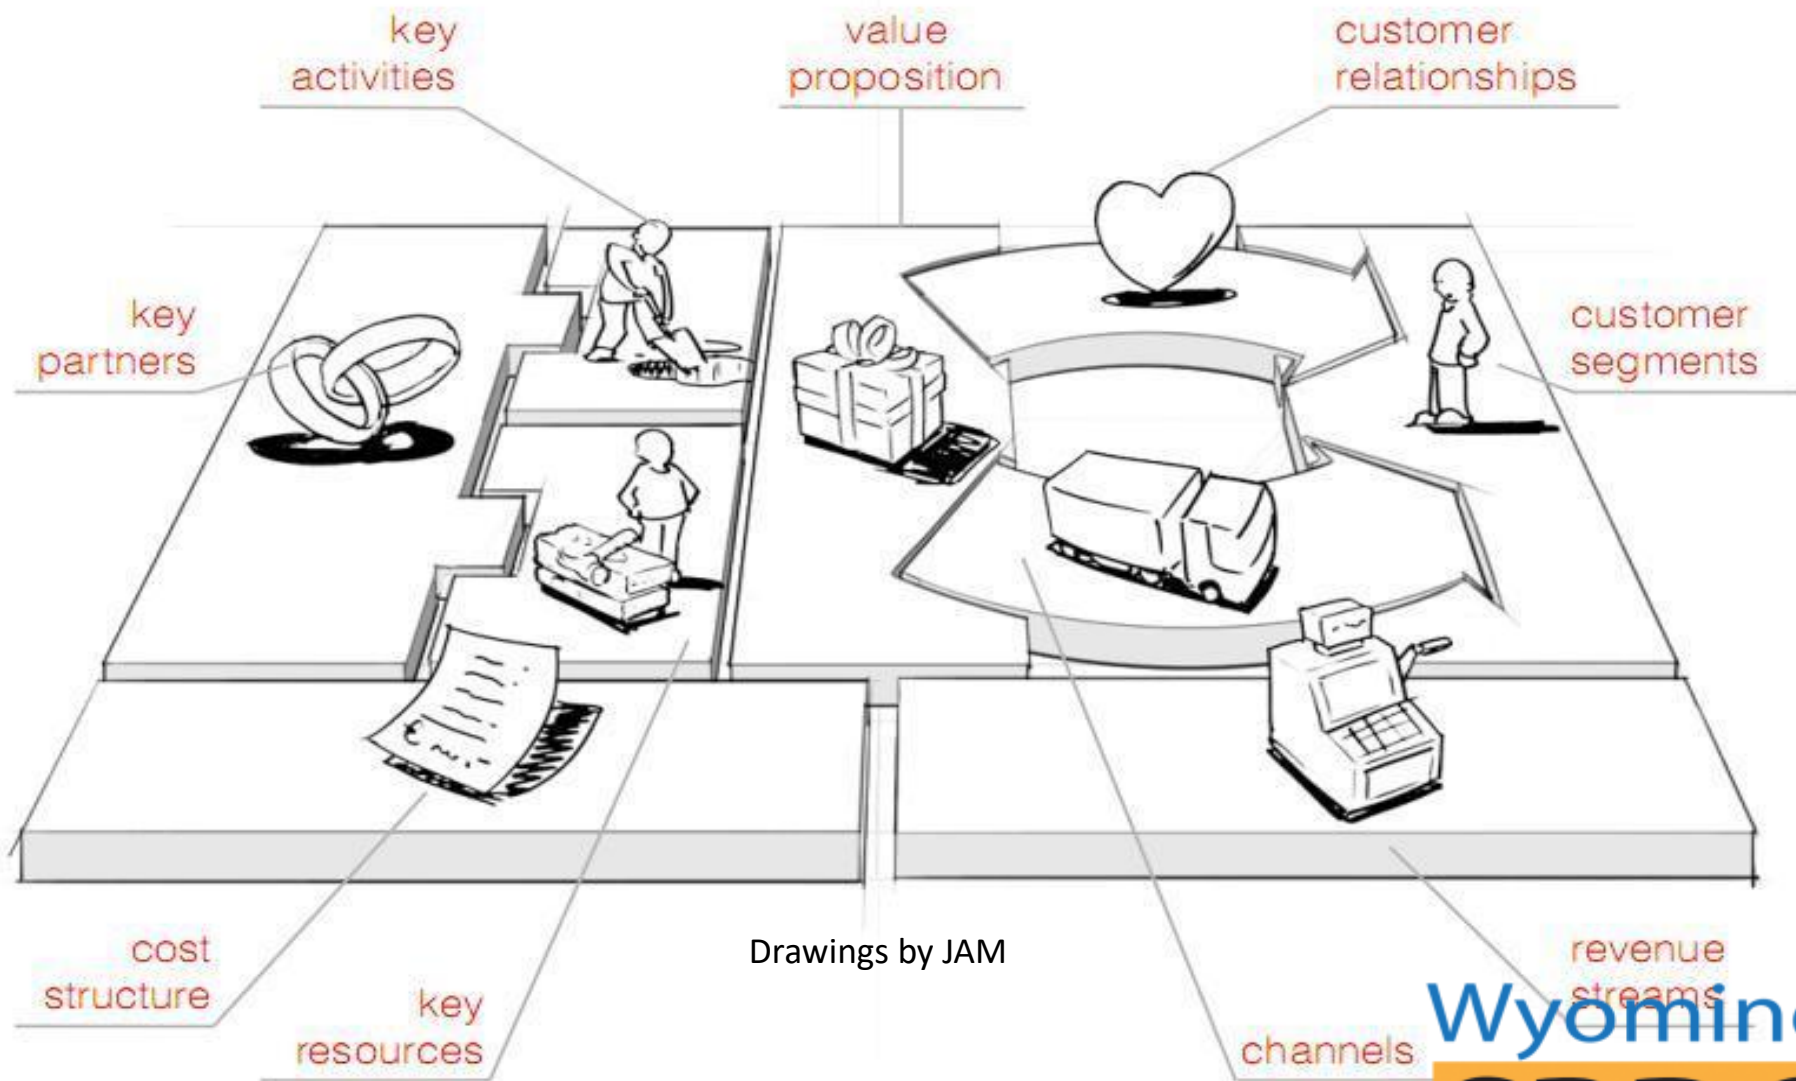 key
activities
value
proposition
customer
relationships
key
partners
customer
segments
cost
structure
key
resources
Drawings by JAM
revenue
streams
channels